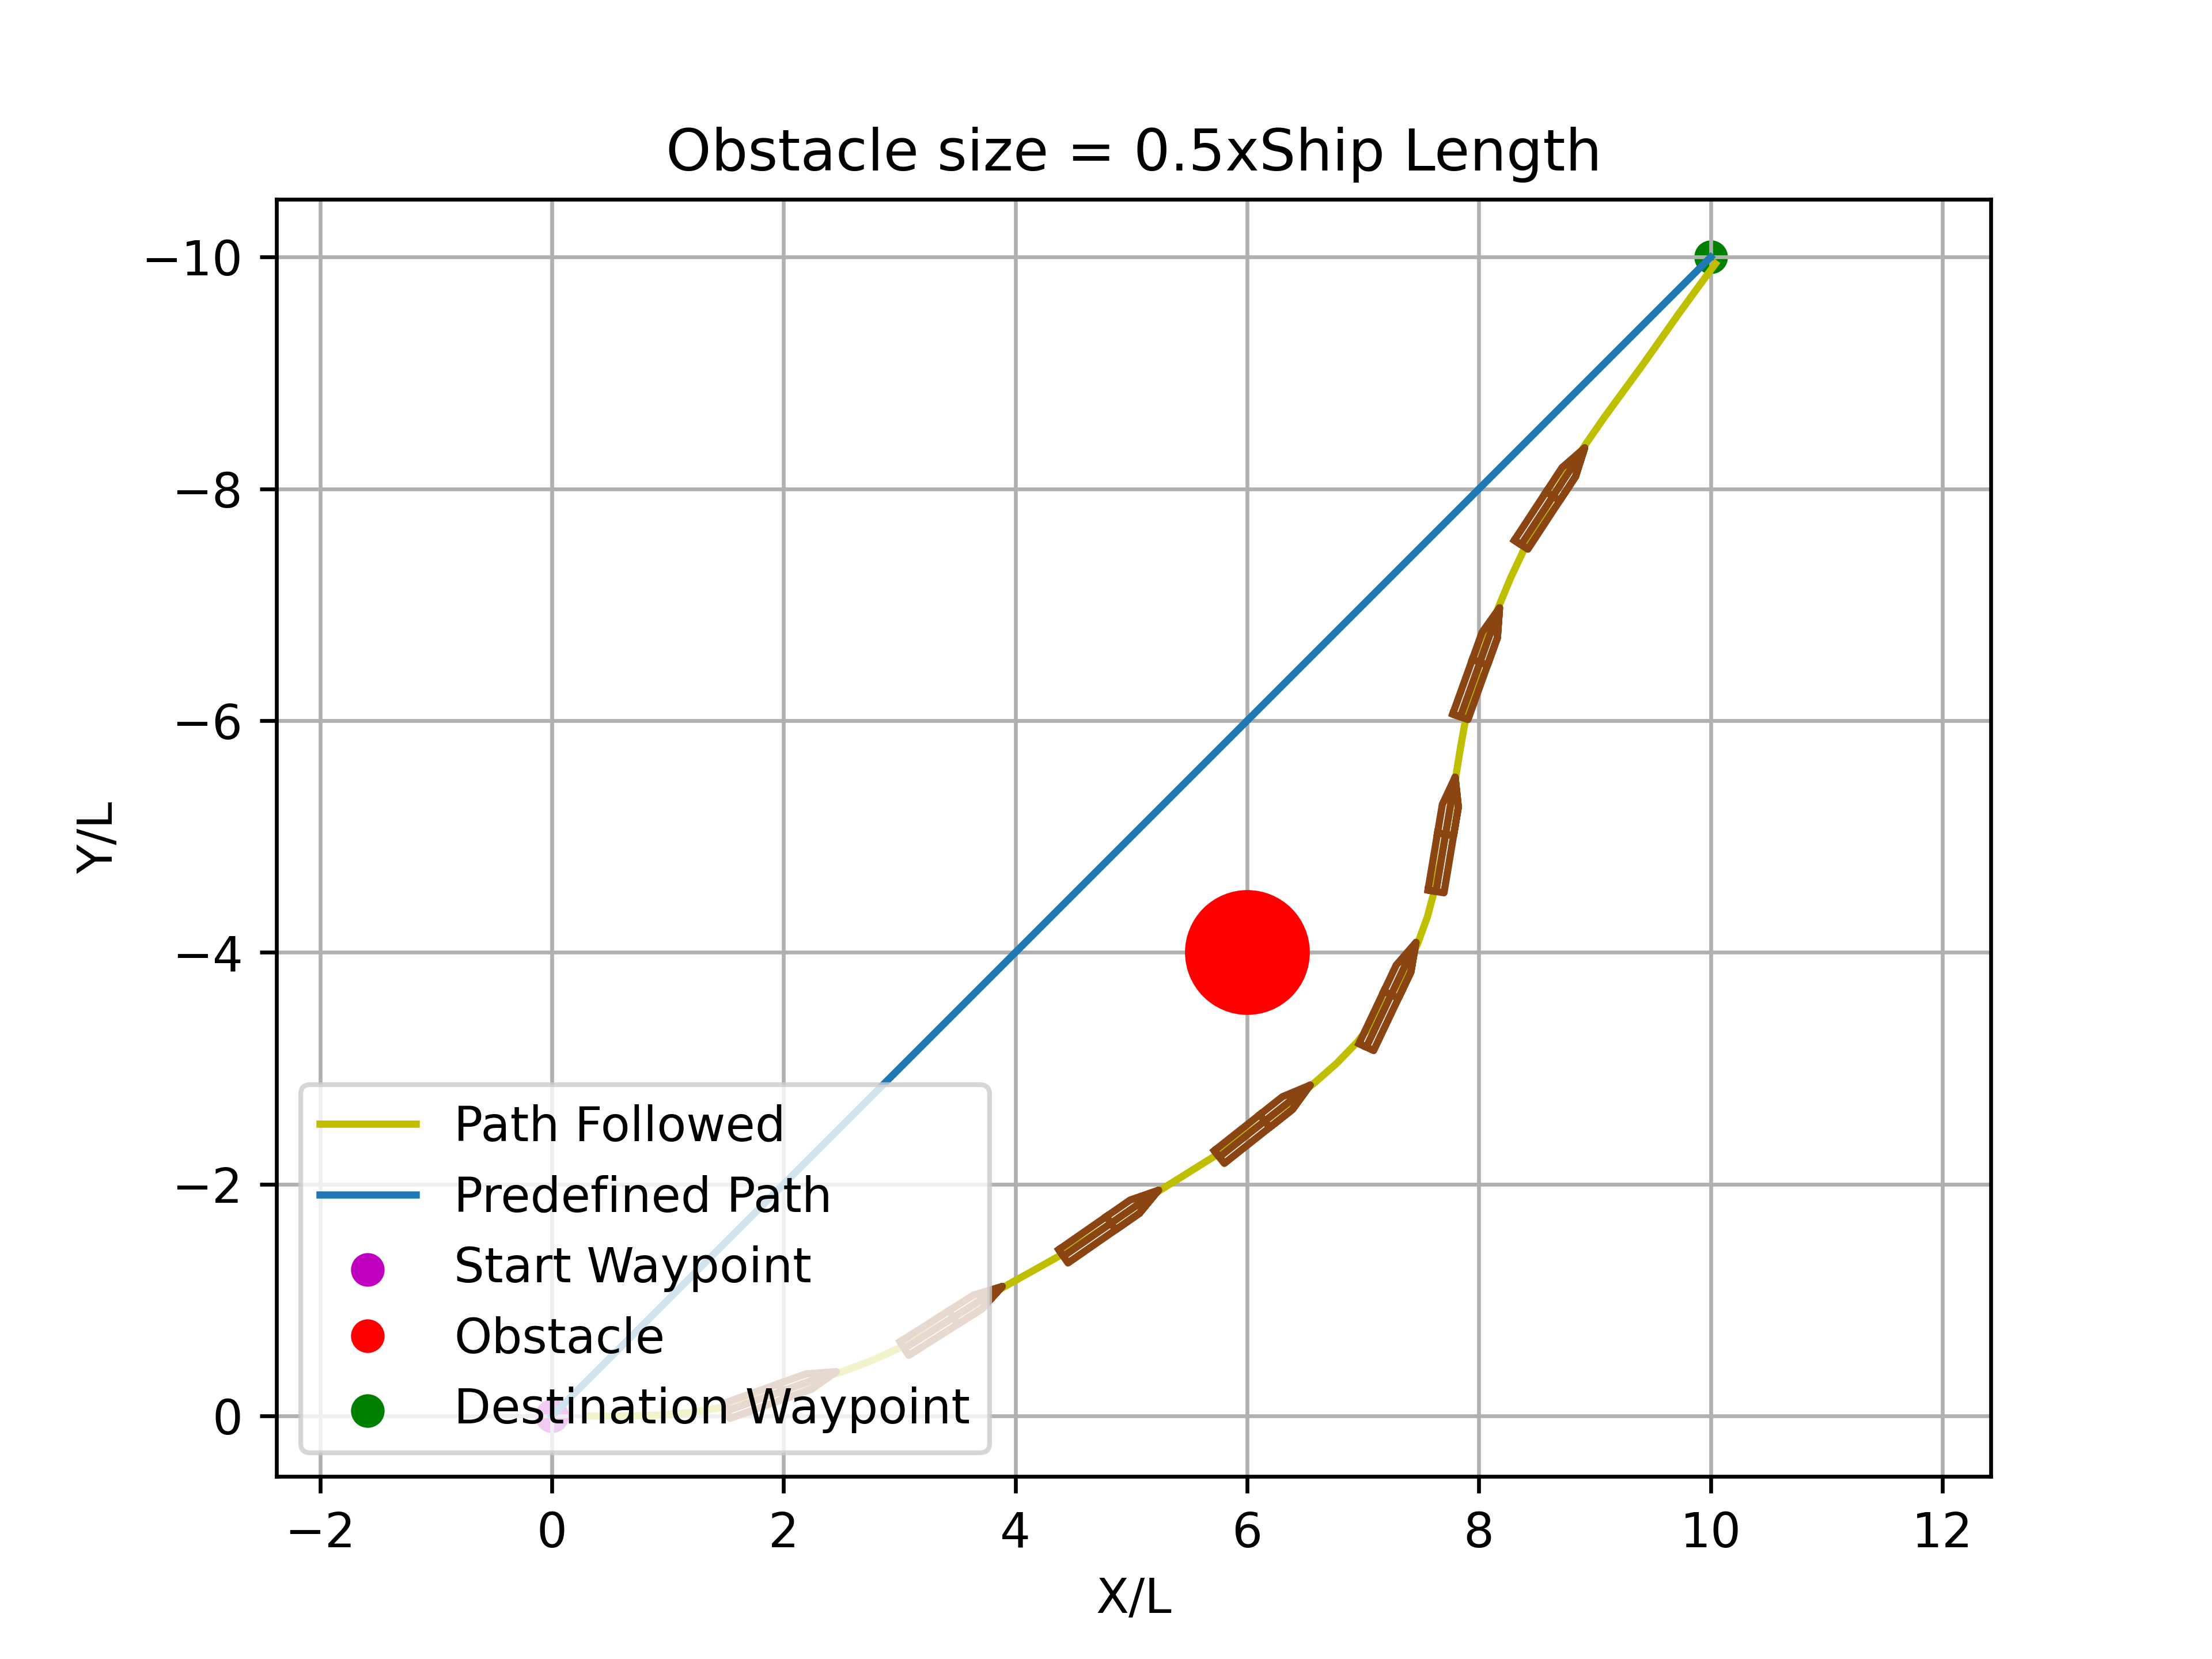 Obstacle size = 0.5xShip Length
−10
−8
−6
−4
−2
0
Y/L
Path Followed
Predefined Path
Start Waypoint
Obstacle
Destination Waypoint
−2 0 2 4 6 8 10 12
X/L